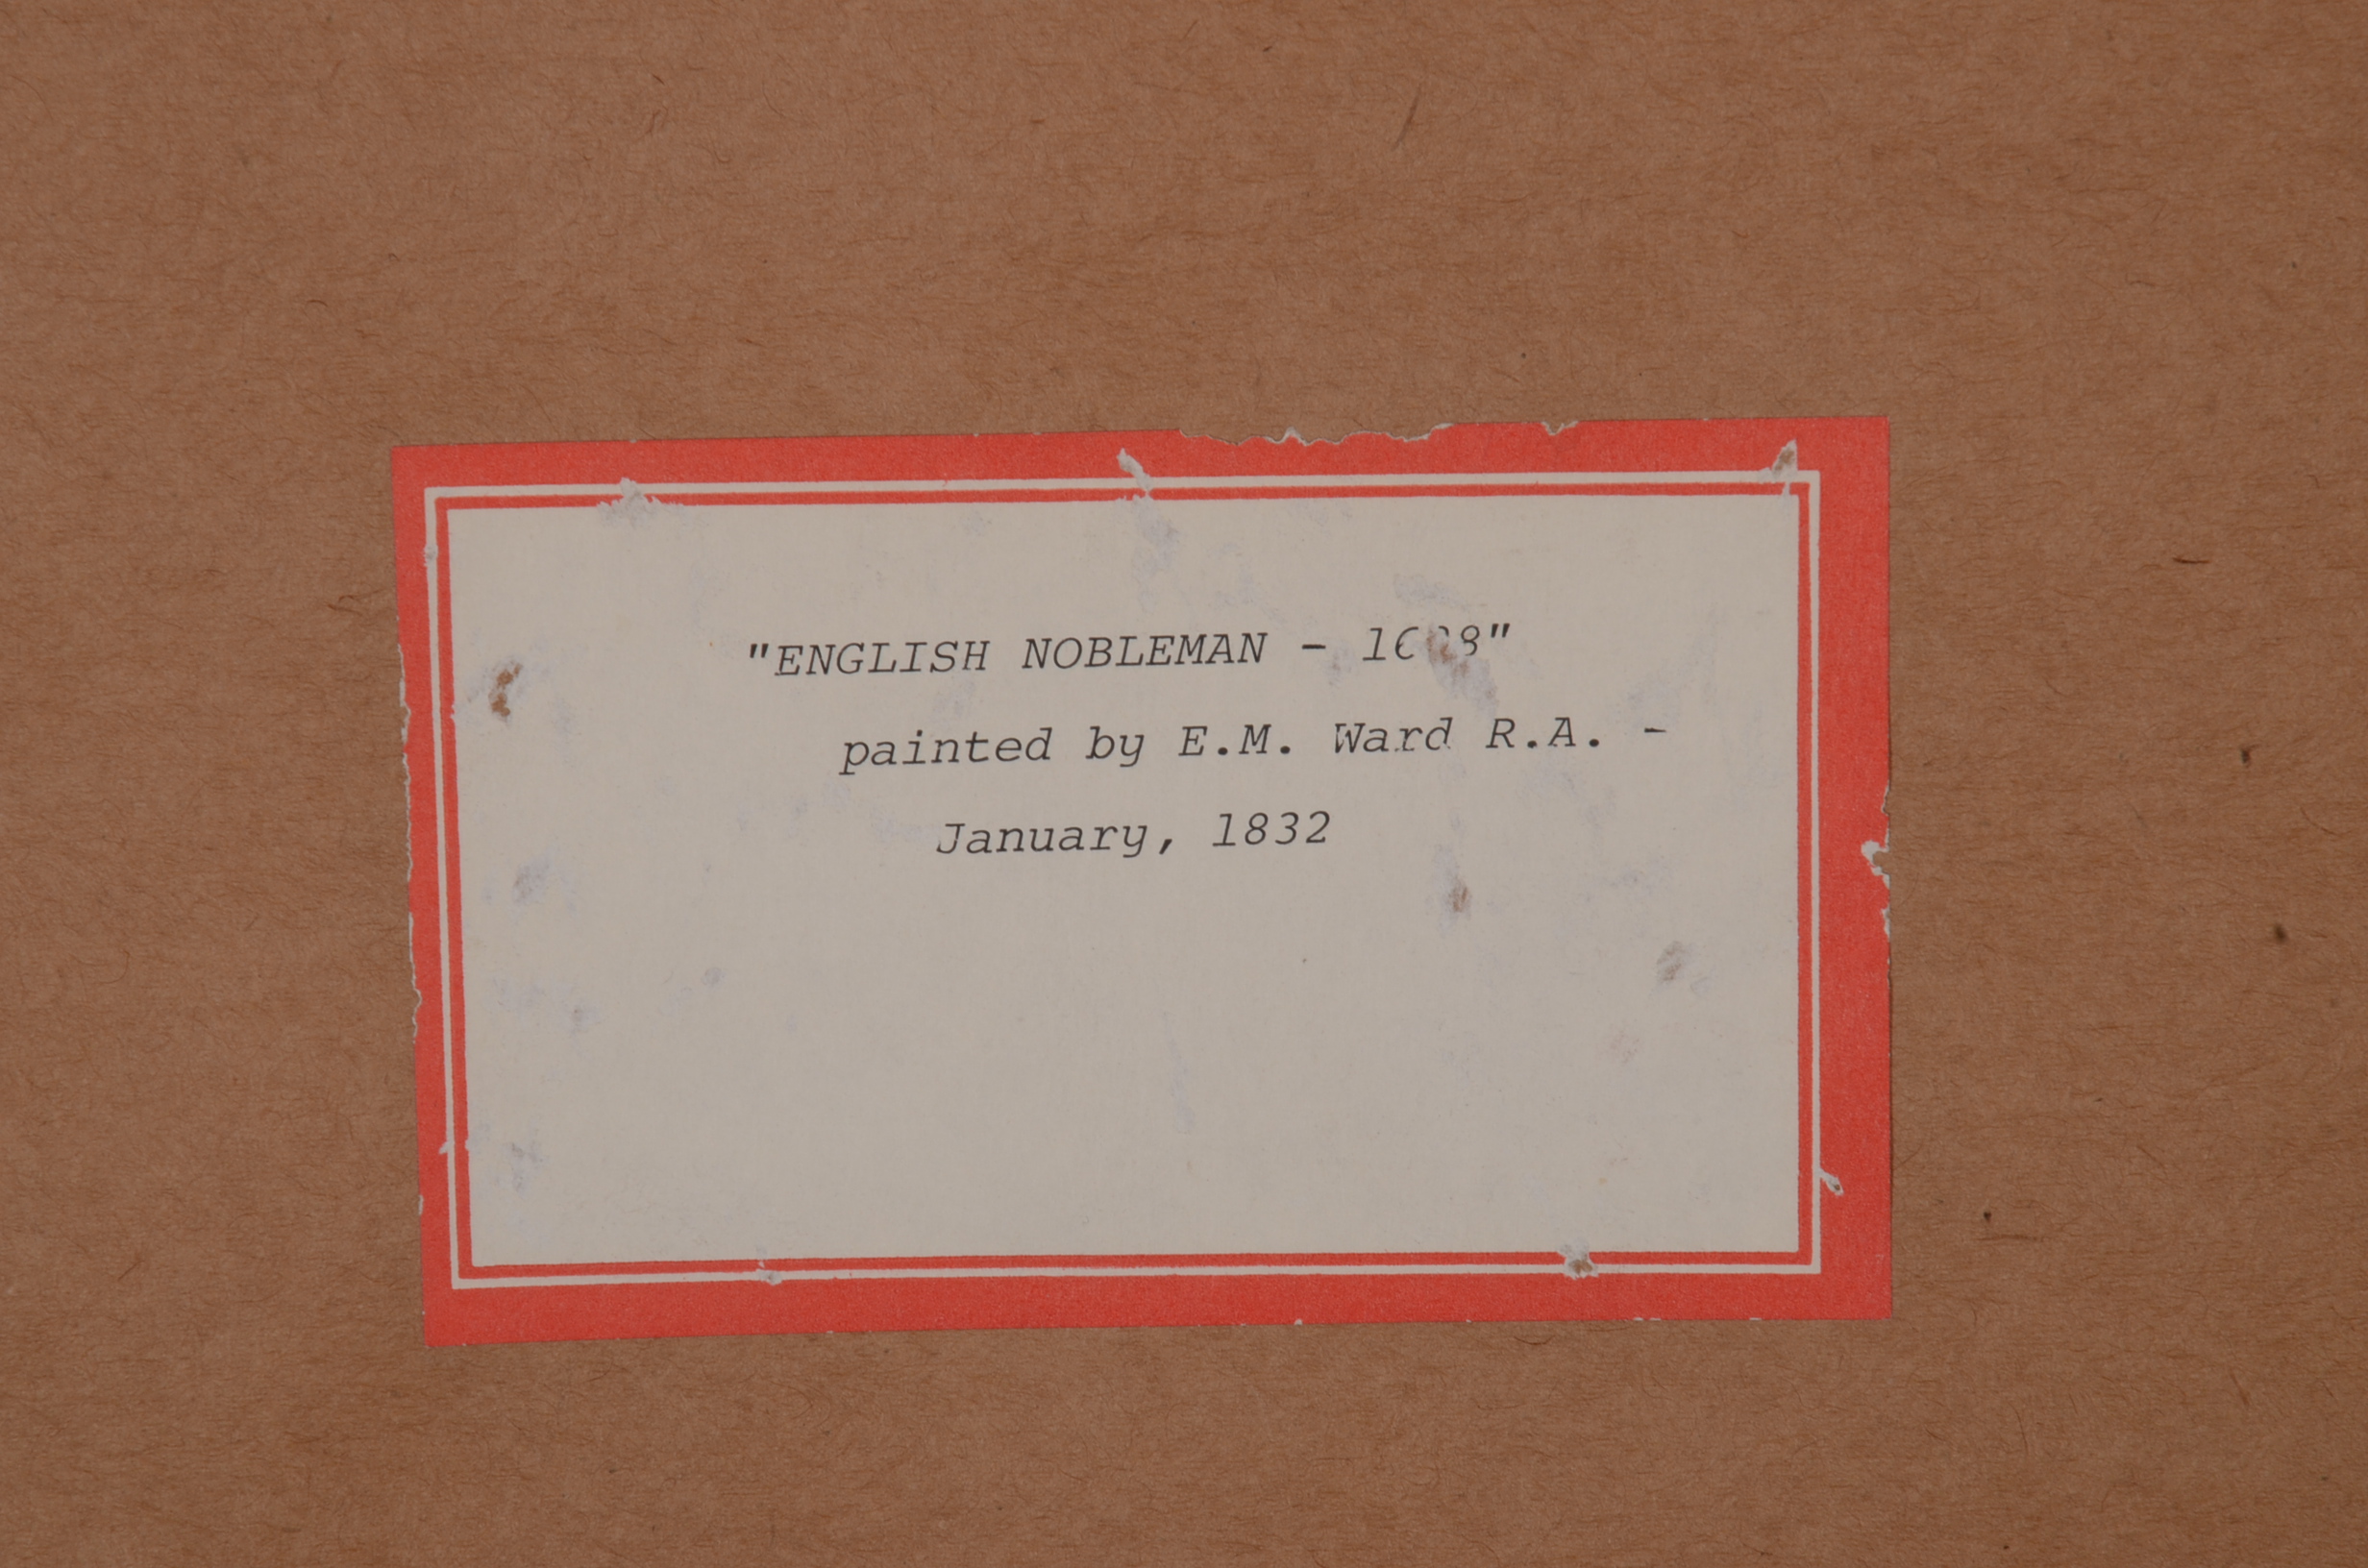 "ENGLISH NOBLEMAN -
painted by E.M. Ward R.A. -
January, 1832